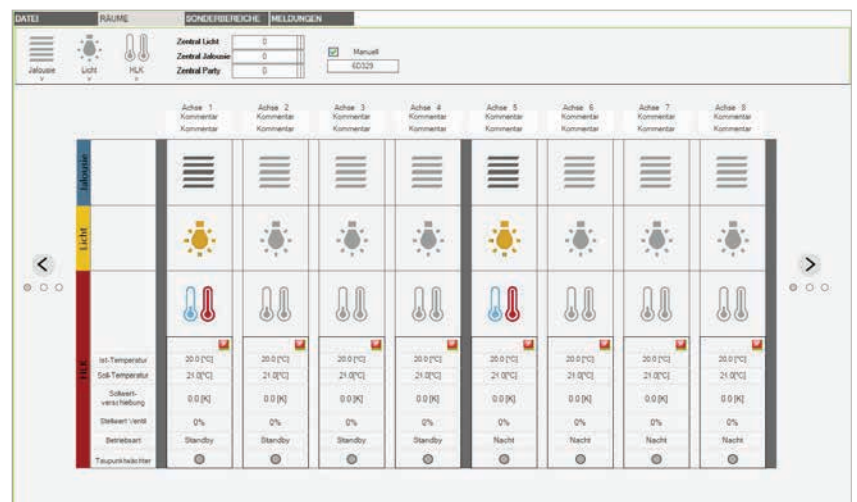 DATEI RÄUME SONDERBEREICHE MELDUNGEN
Zentral Licht 0
Zentral Jalousie 0
Zentral Party 0
Manuell
6D329
Jalousie Licht HLK
Achse 1 Achse 2 Achse 3 Achse 4 Achse 5 Achse 6 Achse 7 Achse 8
Kommentar Kommentar Kommentar Kommentar Kommentar Kommentar Kommentar Kommentar
Kommentar Kommentar Kommentar Kommentar Kommentar Kommentar Kommentar Kommentar
Jalousie
Licht
HLK
Ist-Temperatur 20.0 [°C] 20.0 [°C] 20.0 [°C] 20.0 [°C] 20.0 [°C] 20.0 [°C] 20.0 [°C] 20.0 [°C]
Soll-Temperatur 21.0[°C] 21.0[°C] 21.0[°C] 21.0[°C] 21.0[°C] 21.0[°C] 21.0[°C] 21.0[°C]
Sollwert-
verschiebung 0.0 [K] 0.0 [K] 0.0 [K] 0.0 [K] 0.0 [K] 0.0 [K] 0.0 [K] 0.0 [K]
Stellwert Ventil 0% 0% 0% 0% 0% 0% 0% 0%
Betriebsart Standby Standby Standby Standby Nacht Nacht Nacht Nacht
Taupunktwächter